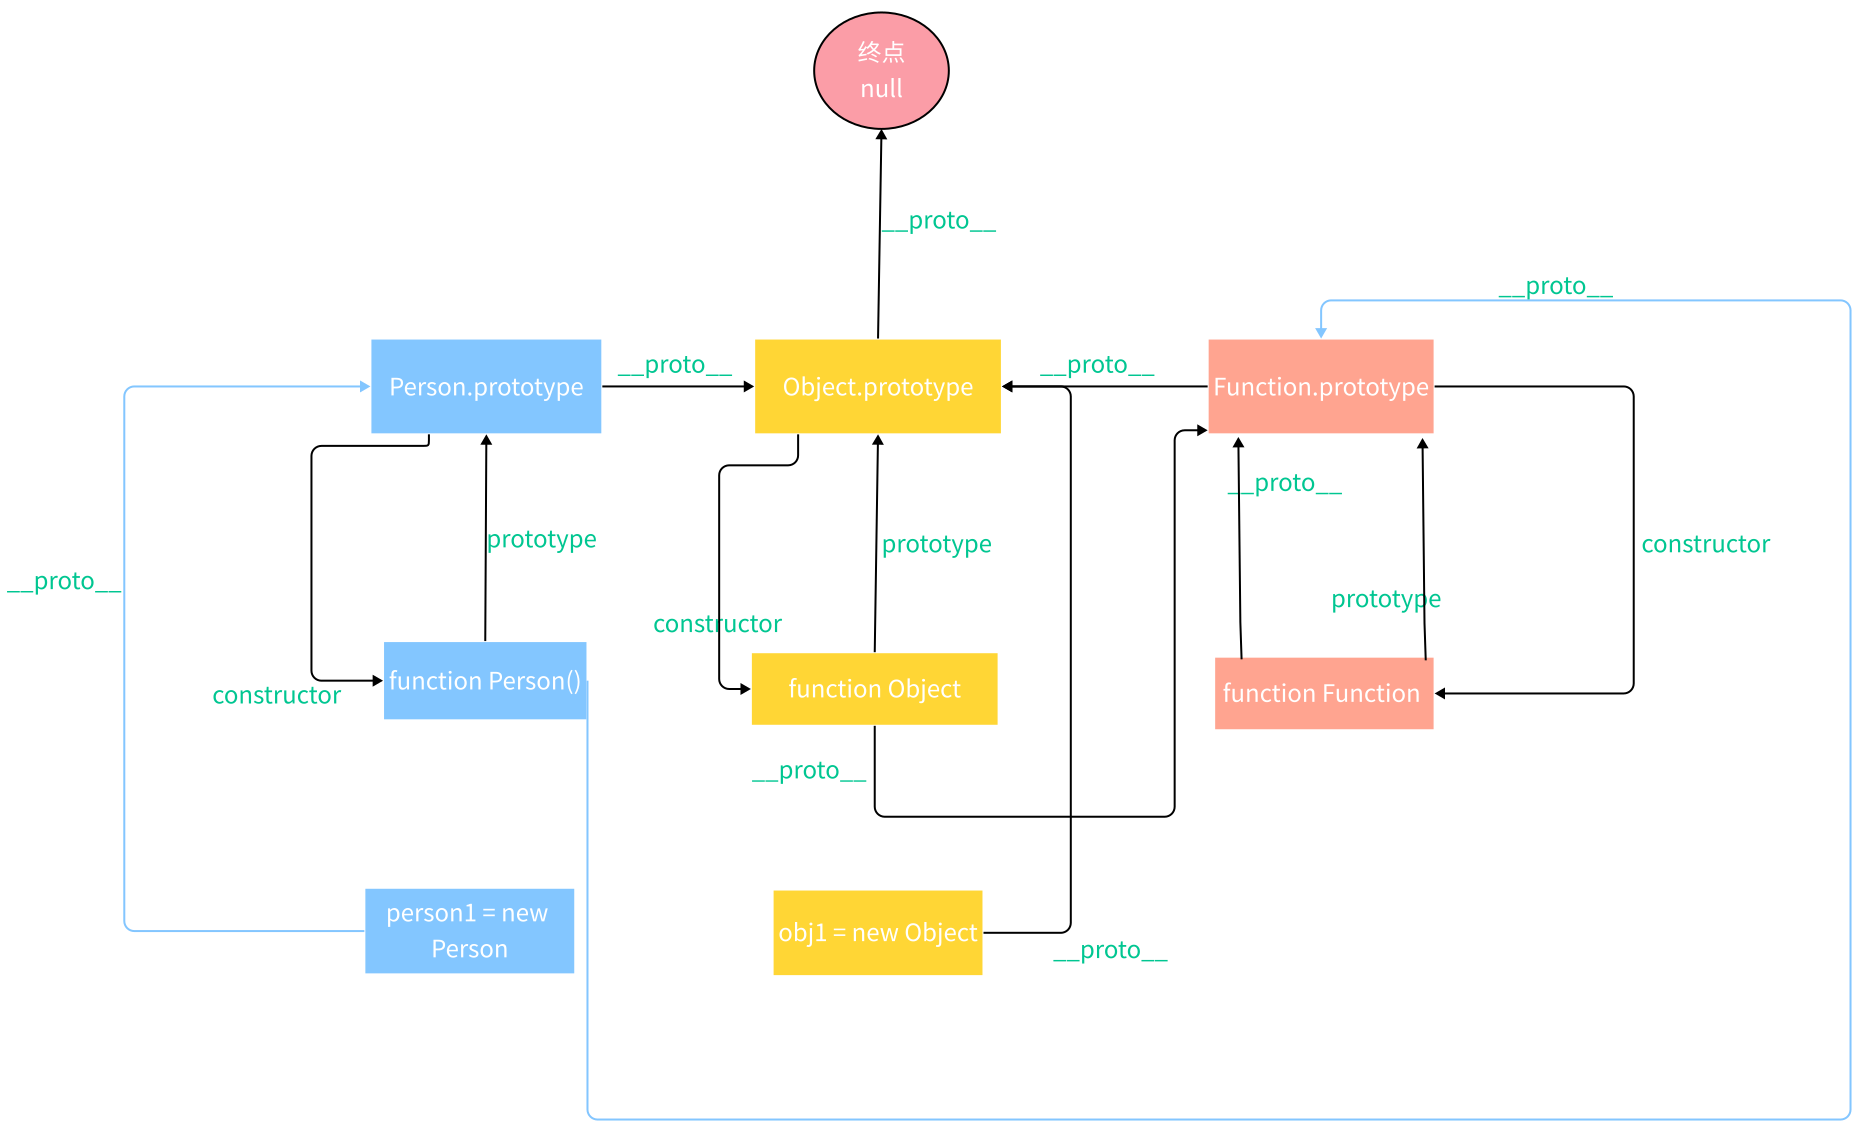 终点
null
__proto__
__proto__
__proto__
__proto__
Person.prototype
Object.prototype
Function.prototype
__proto__
prototype
prototype
constructor
__proto__
prototype
constructor
function Person()
function Object
function Function
constructor
__proto__
person1 = new
Person
obj1 = new Object
__proto__